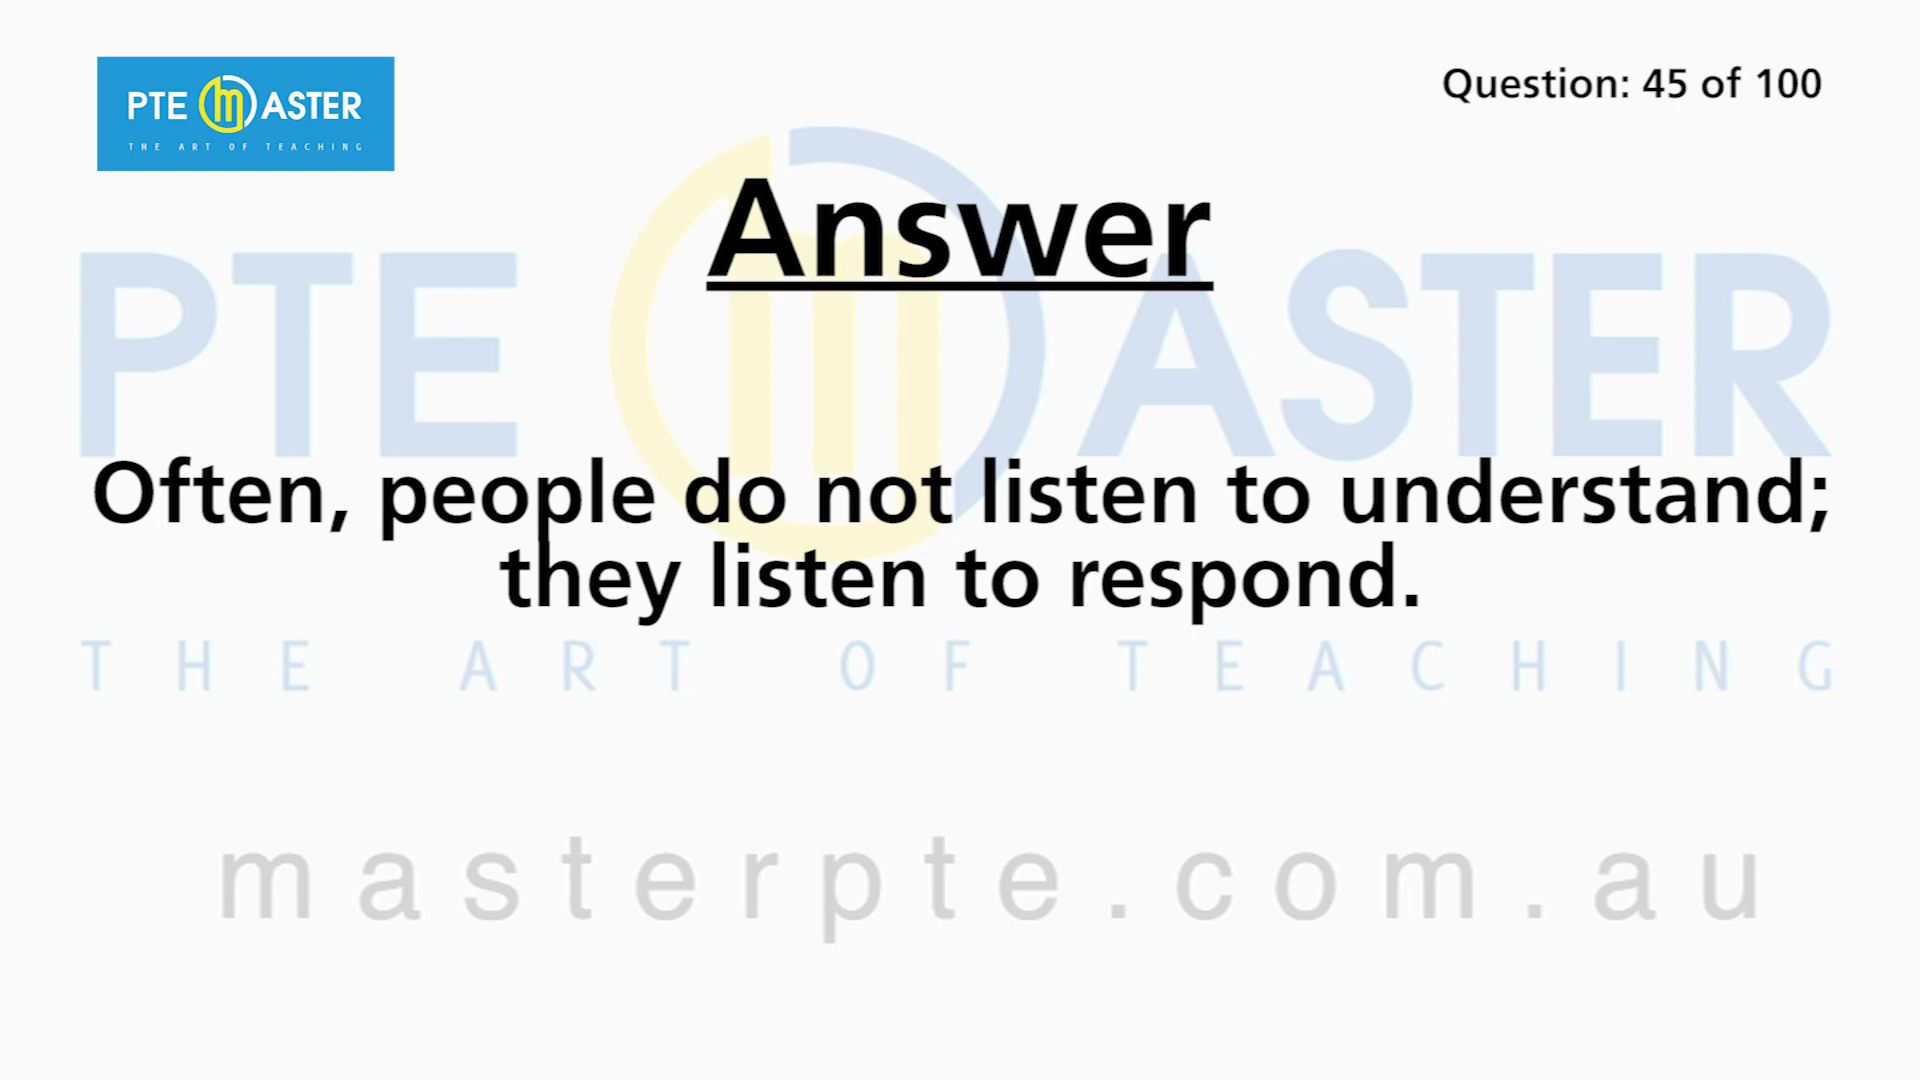 PTE MASTER
THE ART OF TEACHING
Question: 45 of 100
Answer
PTE MASTER
Often, people do not listen to understand;
they listen to respond.
THE ART OF TEACHING
masterpte.com.au